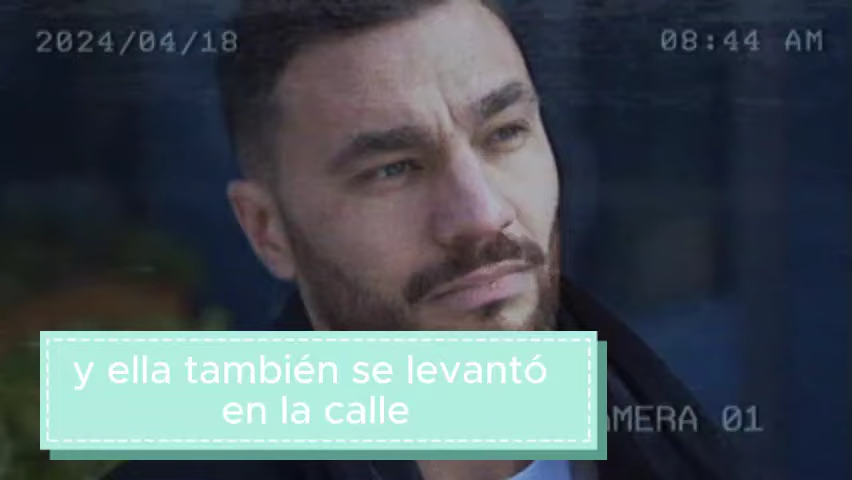 2024/04/18
08:44 AM
y ella también se levantó
en la calle
AMERA 01